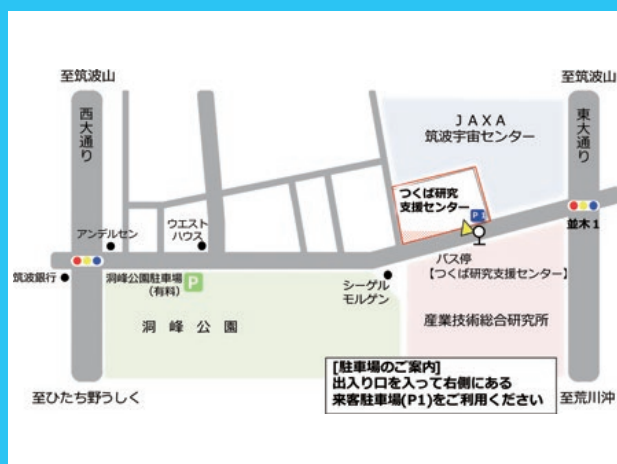 至筑波山
至筑波山
西大通り
JAXA
筑波宇宙センター
東大通り
つくば研究
支援センター
P1
アンデルセン
ウエスト
ハウス
並木1
バス停
【つくば研究支援センター】
筑波銀行
洞峰公園駐車場
(有料)
P
シーゲル
モルゲン
洞峰公園
産業技術総合研究所
[駐車場のご案内]
出入り口を入って右側にある
来客駐車場(P1)をご利用ください
至ひたち野うしく
至荒川沖